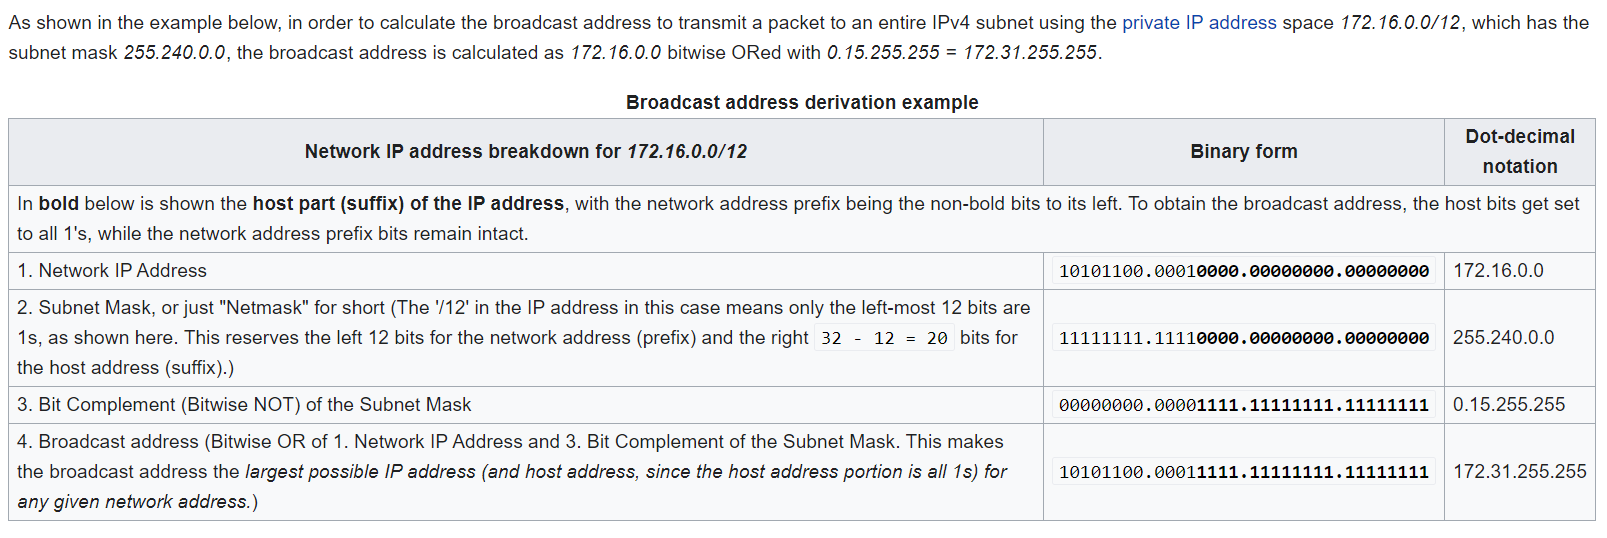 As shown in the example below, in order to calculate the broadcast address to transmit a packet to an entire IPv4 subnet using the private IP address space 172.16.0.0/12, which has the
subnet mask 255.240.0.0, the broadcast address is calculated as 172.16.0.0 bitwise ORed with 0.15.255.255 = 172.31.255.255.
Broadcast address derivation example
Network IP address breakdown for 172.16.0.0/12
Binary form
Dot-decimal
notation
In bold below is shown the host part (suffix) of the IP address, with the network address prefix being the non-bold bits to its left. To obtain the broadcast address, the host bits get set
to all 1's, while the network address prefix bits remain intact.
1. Network IP Address
10101100.00010000.00000000.00000000
172.16.0.0
2. Subnet Mask, or just "Netmask" for short (The '/12' in the IP address in this case means only the left-most 12 bits are
1s, as shown here. This reserves the left 12 bits for the network address (prefix) and the right 32 - 12 = 20 bits for
the host address (suffix).)
11111111.11110000.00000000.00000000
255.240.0.0
3. Bit Complement (Bitwise NOT) of the Subnet Mask
00000000.00001111.11111111.11111111
0.15.255.255
4. Broadcast address (Bitwise OR of 1. Network IP Address and 3. Bit Complement of the Subnet Mask. This makes
the broadcast address the largest possible IP address (and host address, since the host address portion is all 1s) for
any given network address.)
10101100.00011111.11111111.11111111
172.31.255.255